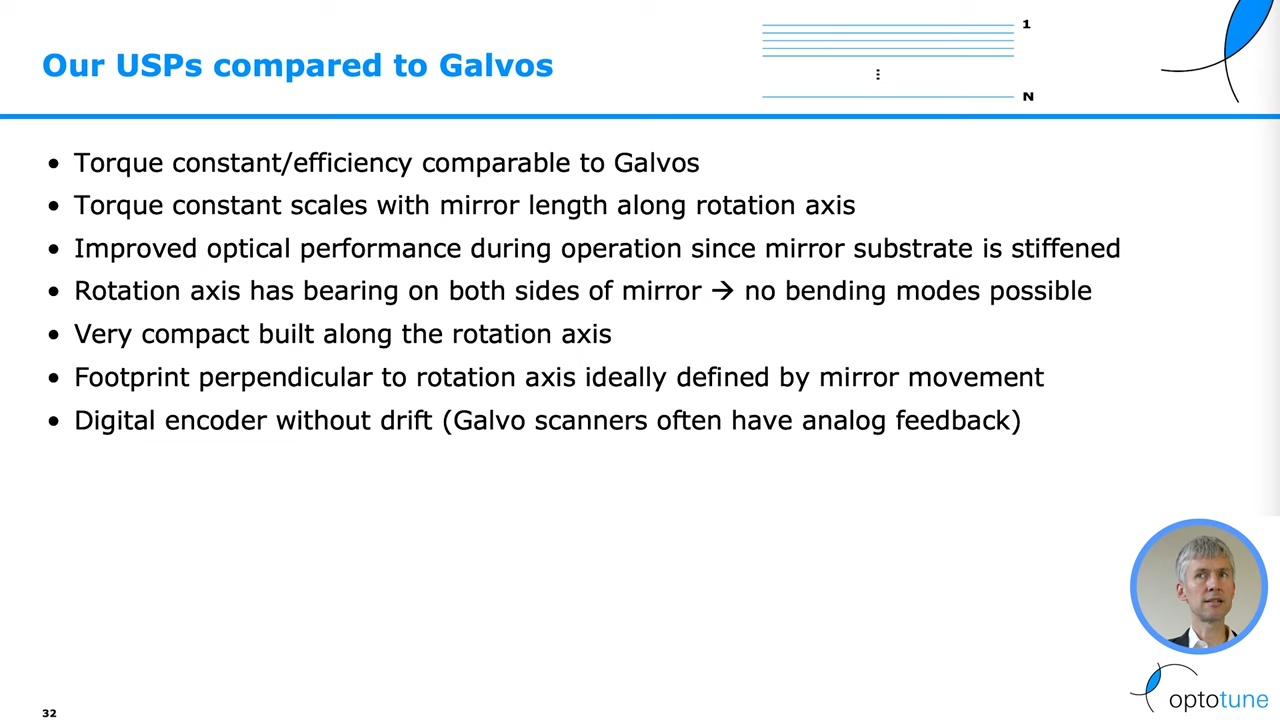 Our USPs compared to Galvos
1
⋮
N
• Torque constant/efficiency comparable to Galvos
• Torque constant scales with mirror length along rotation axis
• Improved optical performance during operation since mirror substrate is stiffened
• Rotation axis has bearing on both sides of mirror → no bending modes possible
• Very compact built along the rotation axis
• Footprint perpendicular to rotation axis ideally defined by mirror movement
• Digital encoder without drift (Galvo scanners often have analog feedback)
optotune
32